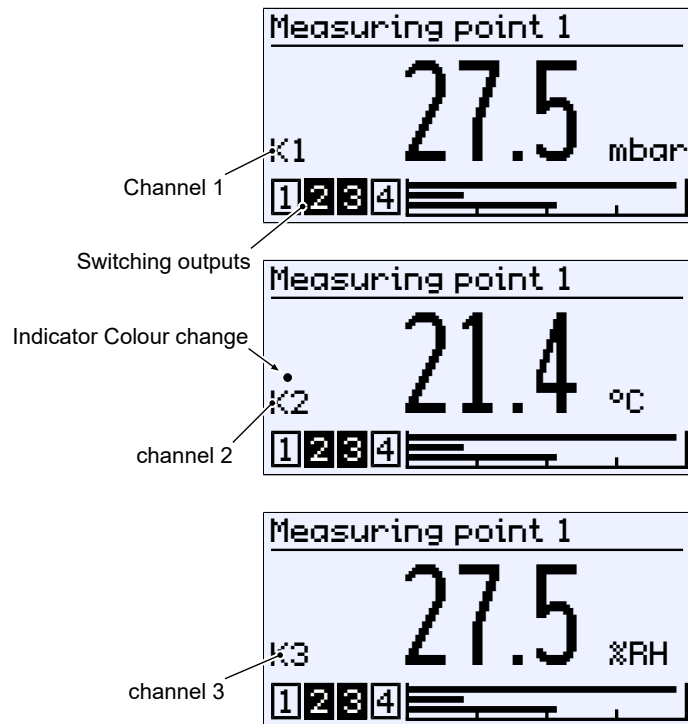 Measuring point 1
27.5
K1 mbar
Channel 1
1 2 3 4
Switching outputs
Measuring point 1
Indicator Colour change
21.4
K2 °C
channel 2
1 2 3 4
Measuring point 1
27.5
K3 %RH
channel 3
1 2 3 4